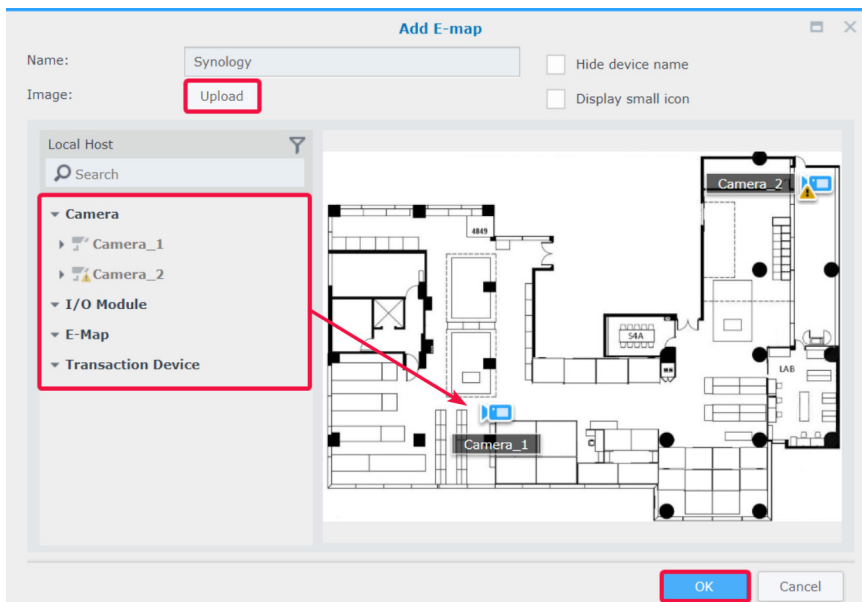 Add E-map
Name:
Synology
Hide device name
Image:
Upload
Display small icon
Local Host
Search
Camera
Camera_1
Camera_2
I/O Module
E-Map
Transaction Device
Camera_2
4849
S4A
LAB
Camera_1
OK
Cancel